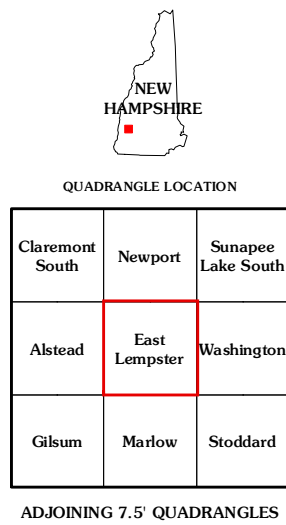 NEW
HAMPSHIRE
QUADRANGLE LOCATION
Claremont
South
Newport
Sunapee
Lake South
Alstead
East
Lempster
Washington
Gilsum
Marlow
Stoddard
ADJOINING 7.5' QUADRANGLES